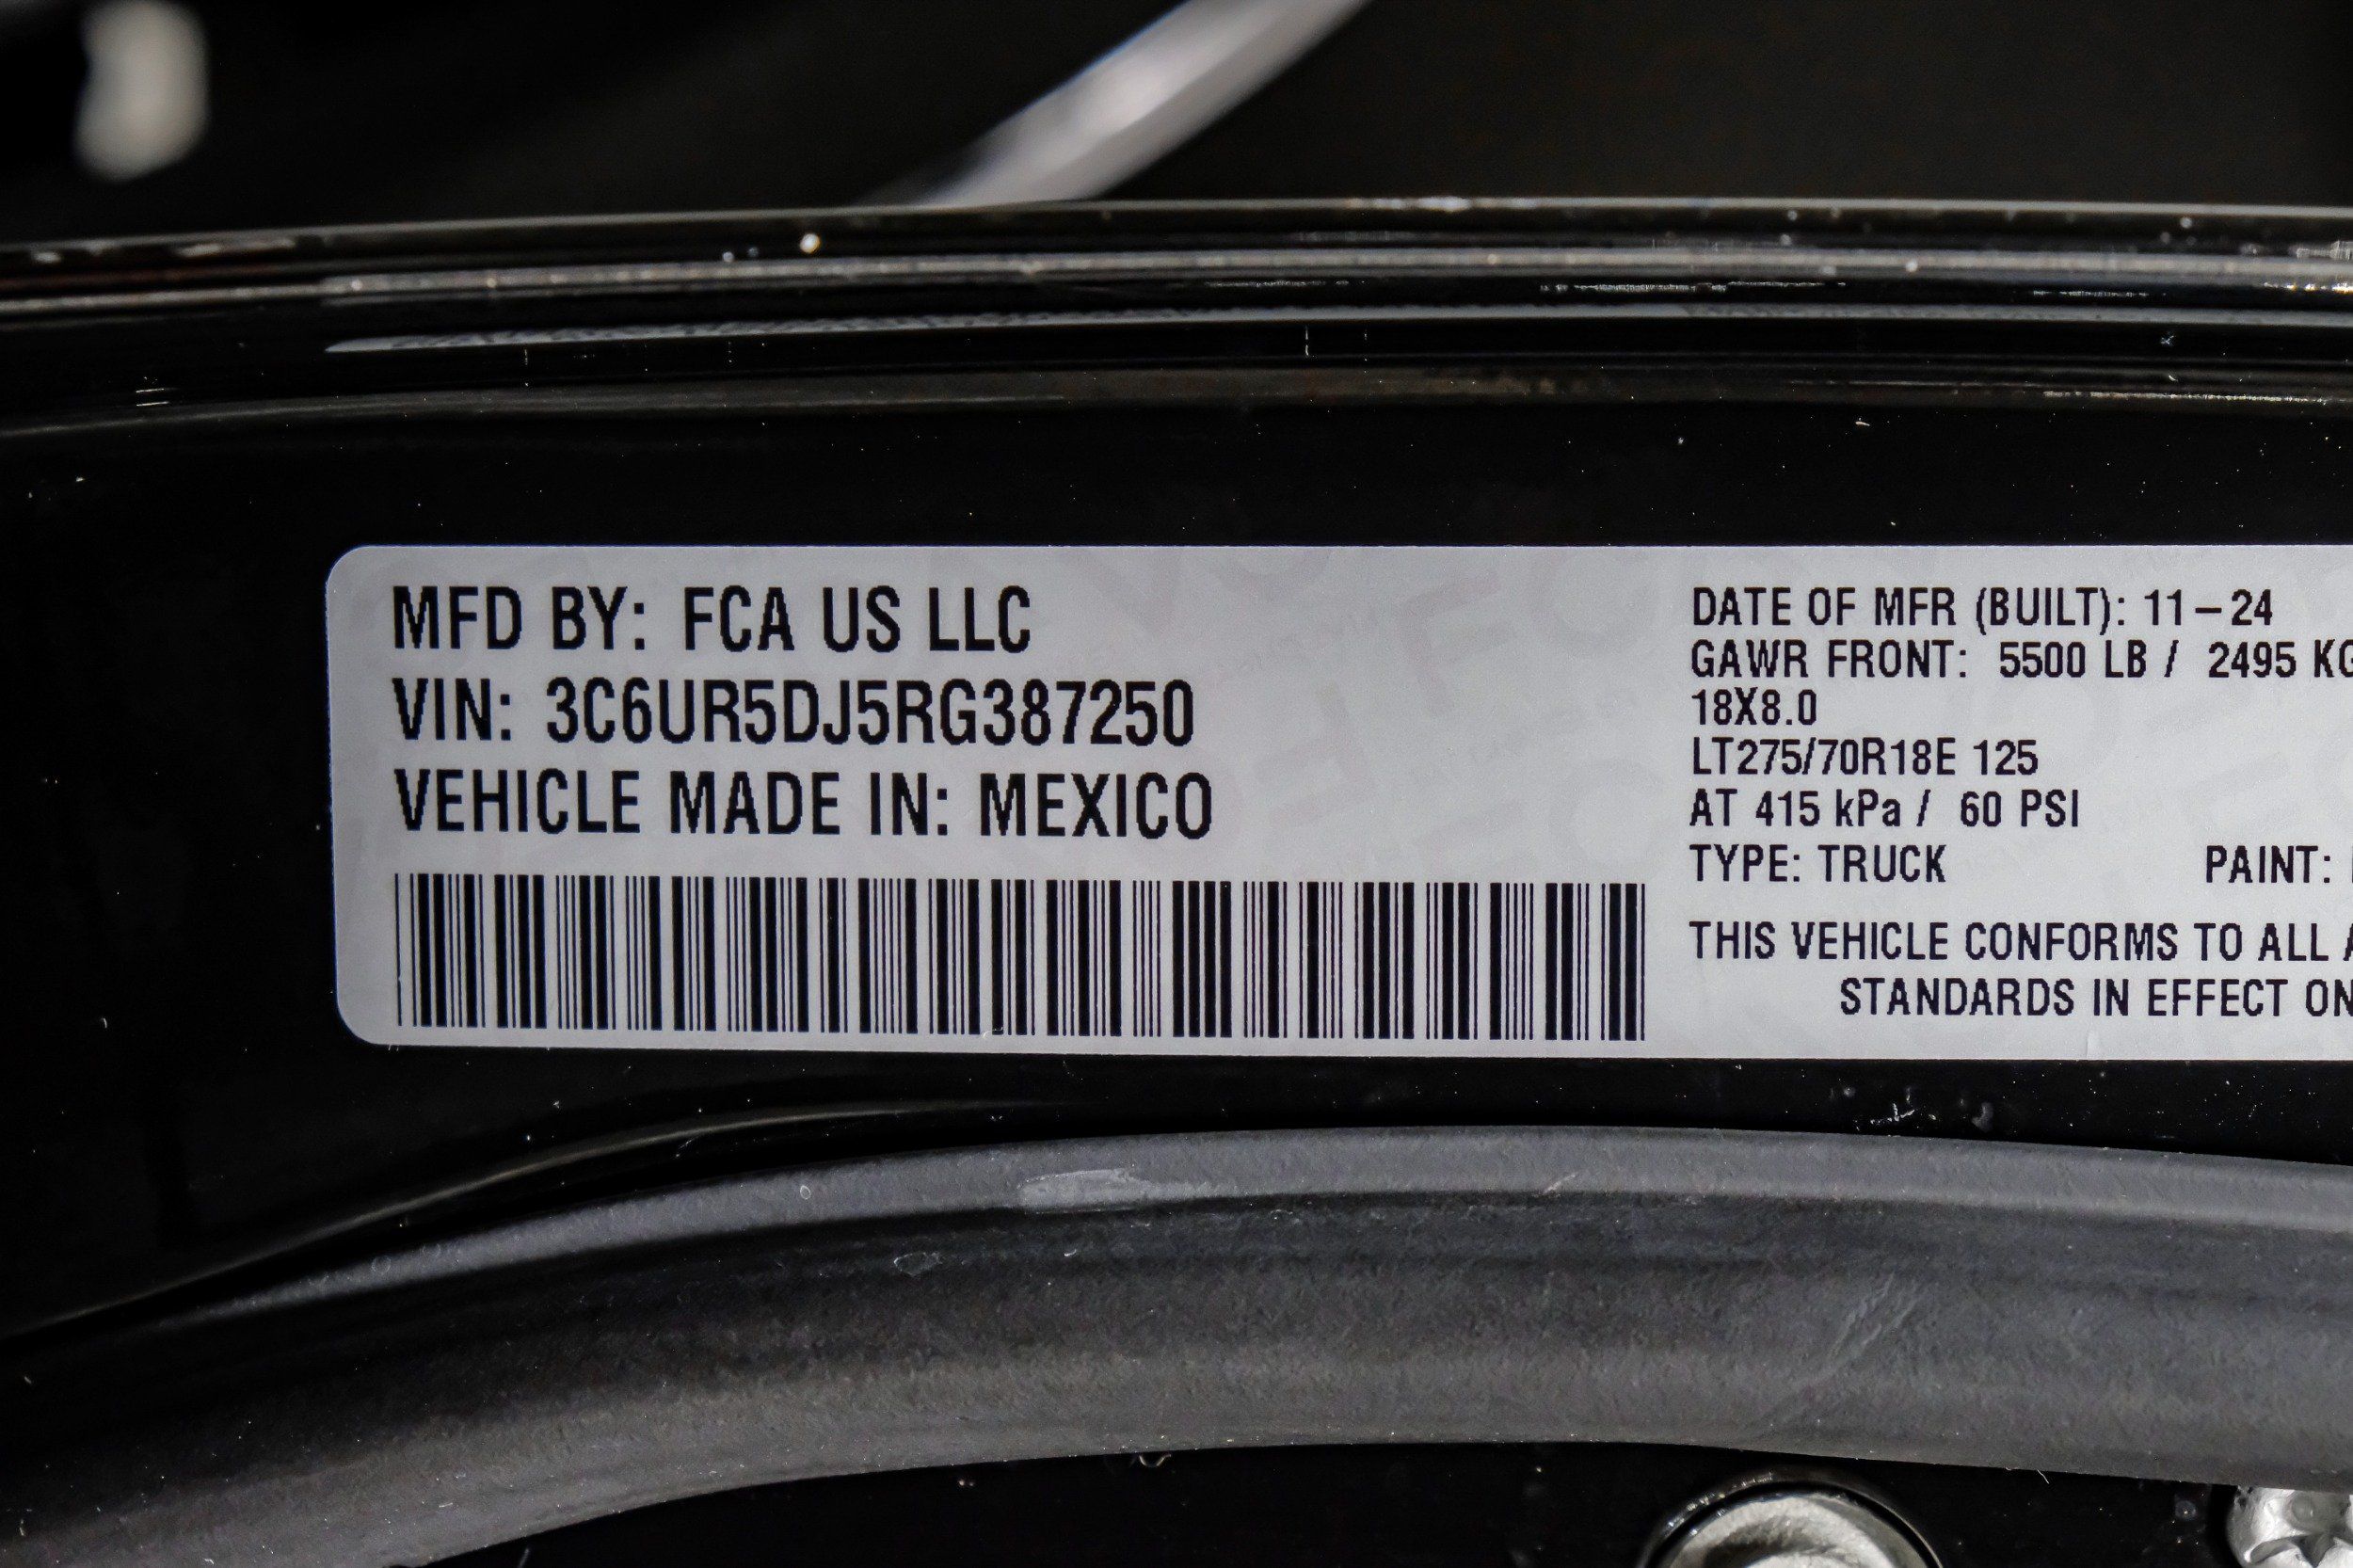 MFD BY: FCA US LLC
VIN: 3C6UR5DJ5RG387250
VEHICLE MADE IN: MEXICO
DATE OF MFR (BUILT): 11-24
GAWR FRONT: 5500 LB / 2495 KG
18X8.0
LT275/70R18E 125
AT 415 kPa / 60 PSI
TYPE: TRUCK PAINT:
THIS VEHICLE CONFORMS TO ALL
STANDARDS IN EFFECT ON